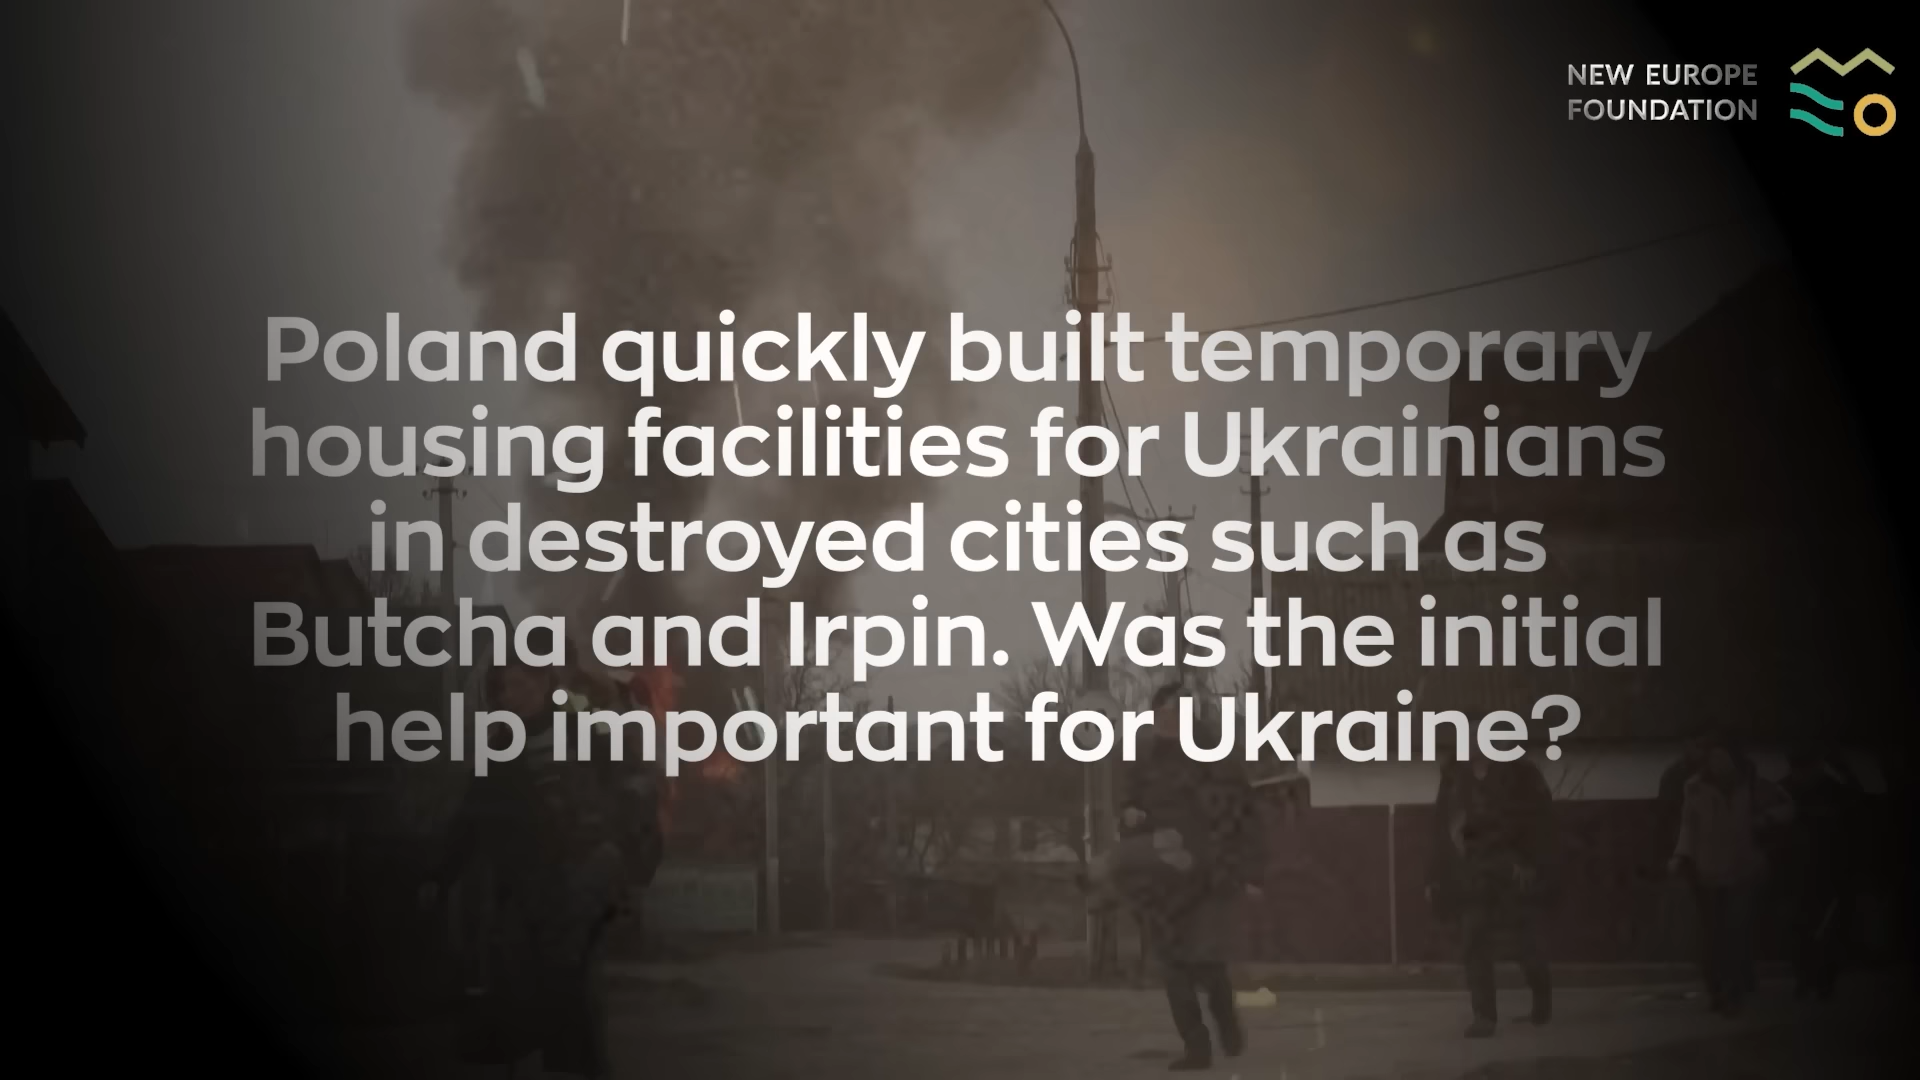 NEW EUROPE
FOUNDATION
Poland quickly built temporary
housing facilities for Ukrainians
in destroyed cities such as
Butcha and Irpin. Was the initial
help important for Ukraine?